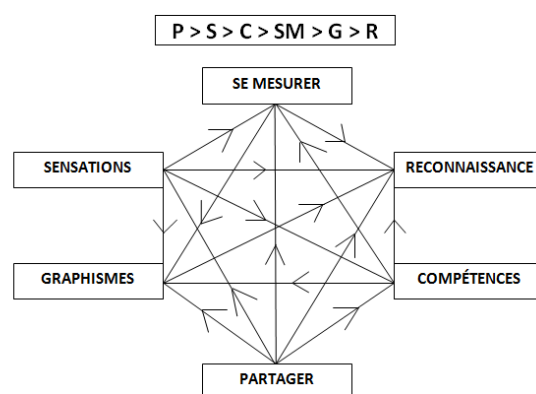 P > S > C > SM > G > R
SE MESURER
SENSATIONS
RECONNAISSANCE
GRAPHISMES
COMPÉTENCES
PARTAGER